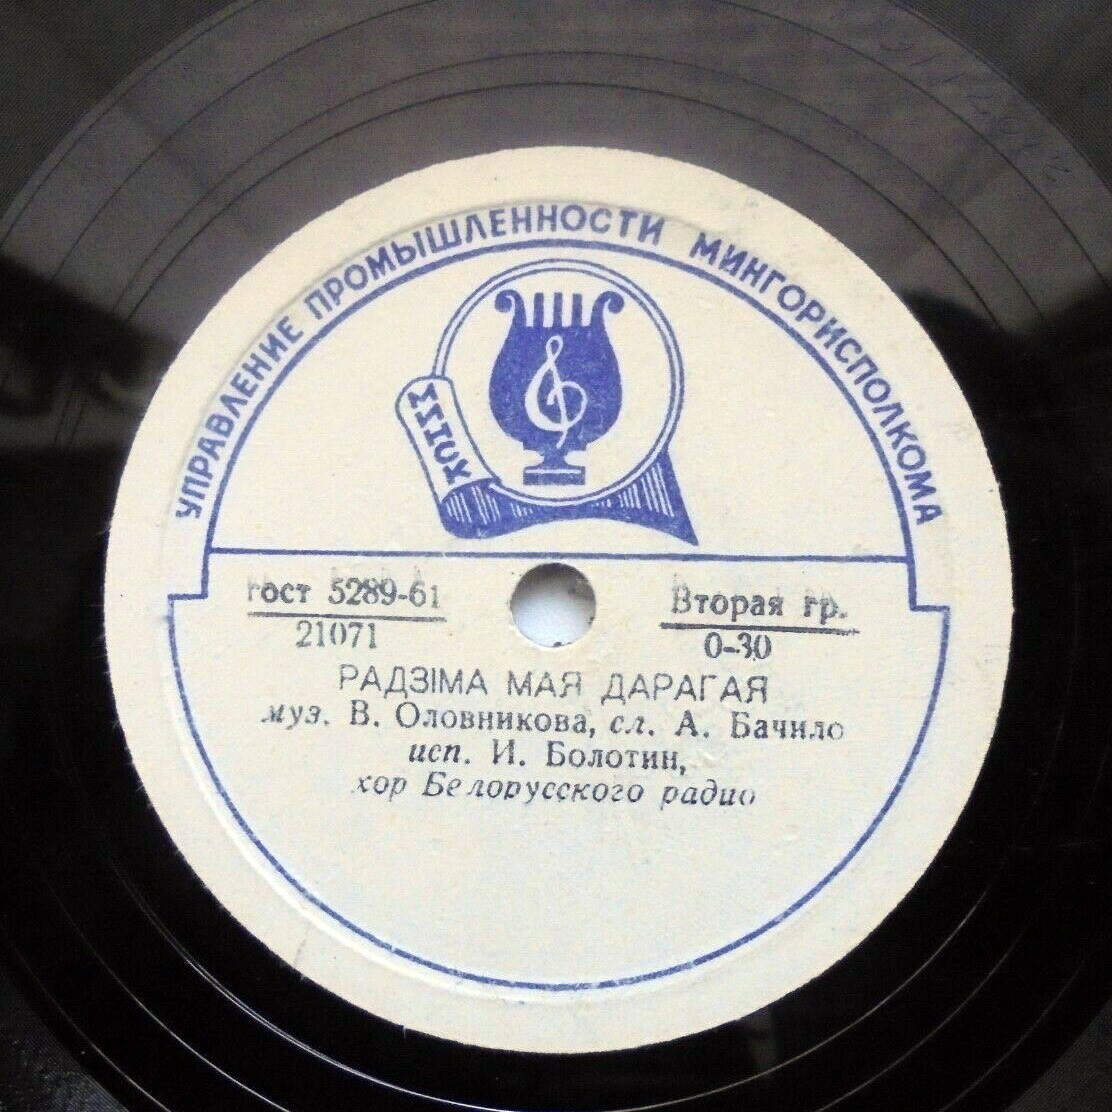 УПРАВЛЕНИЕ ПРОМЫШЛЕННОСТИ МИНГОРИСПОЛКОМА
гост 5289-61
21071
Вторая гр.
0-30
РАДЗІМА МАЯ ДАРАГАЯ
муз. В. Оловникова, сл. А. Бачило
исп. И. Болотин,
хор Белорусского радио